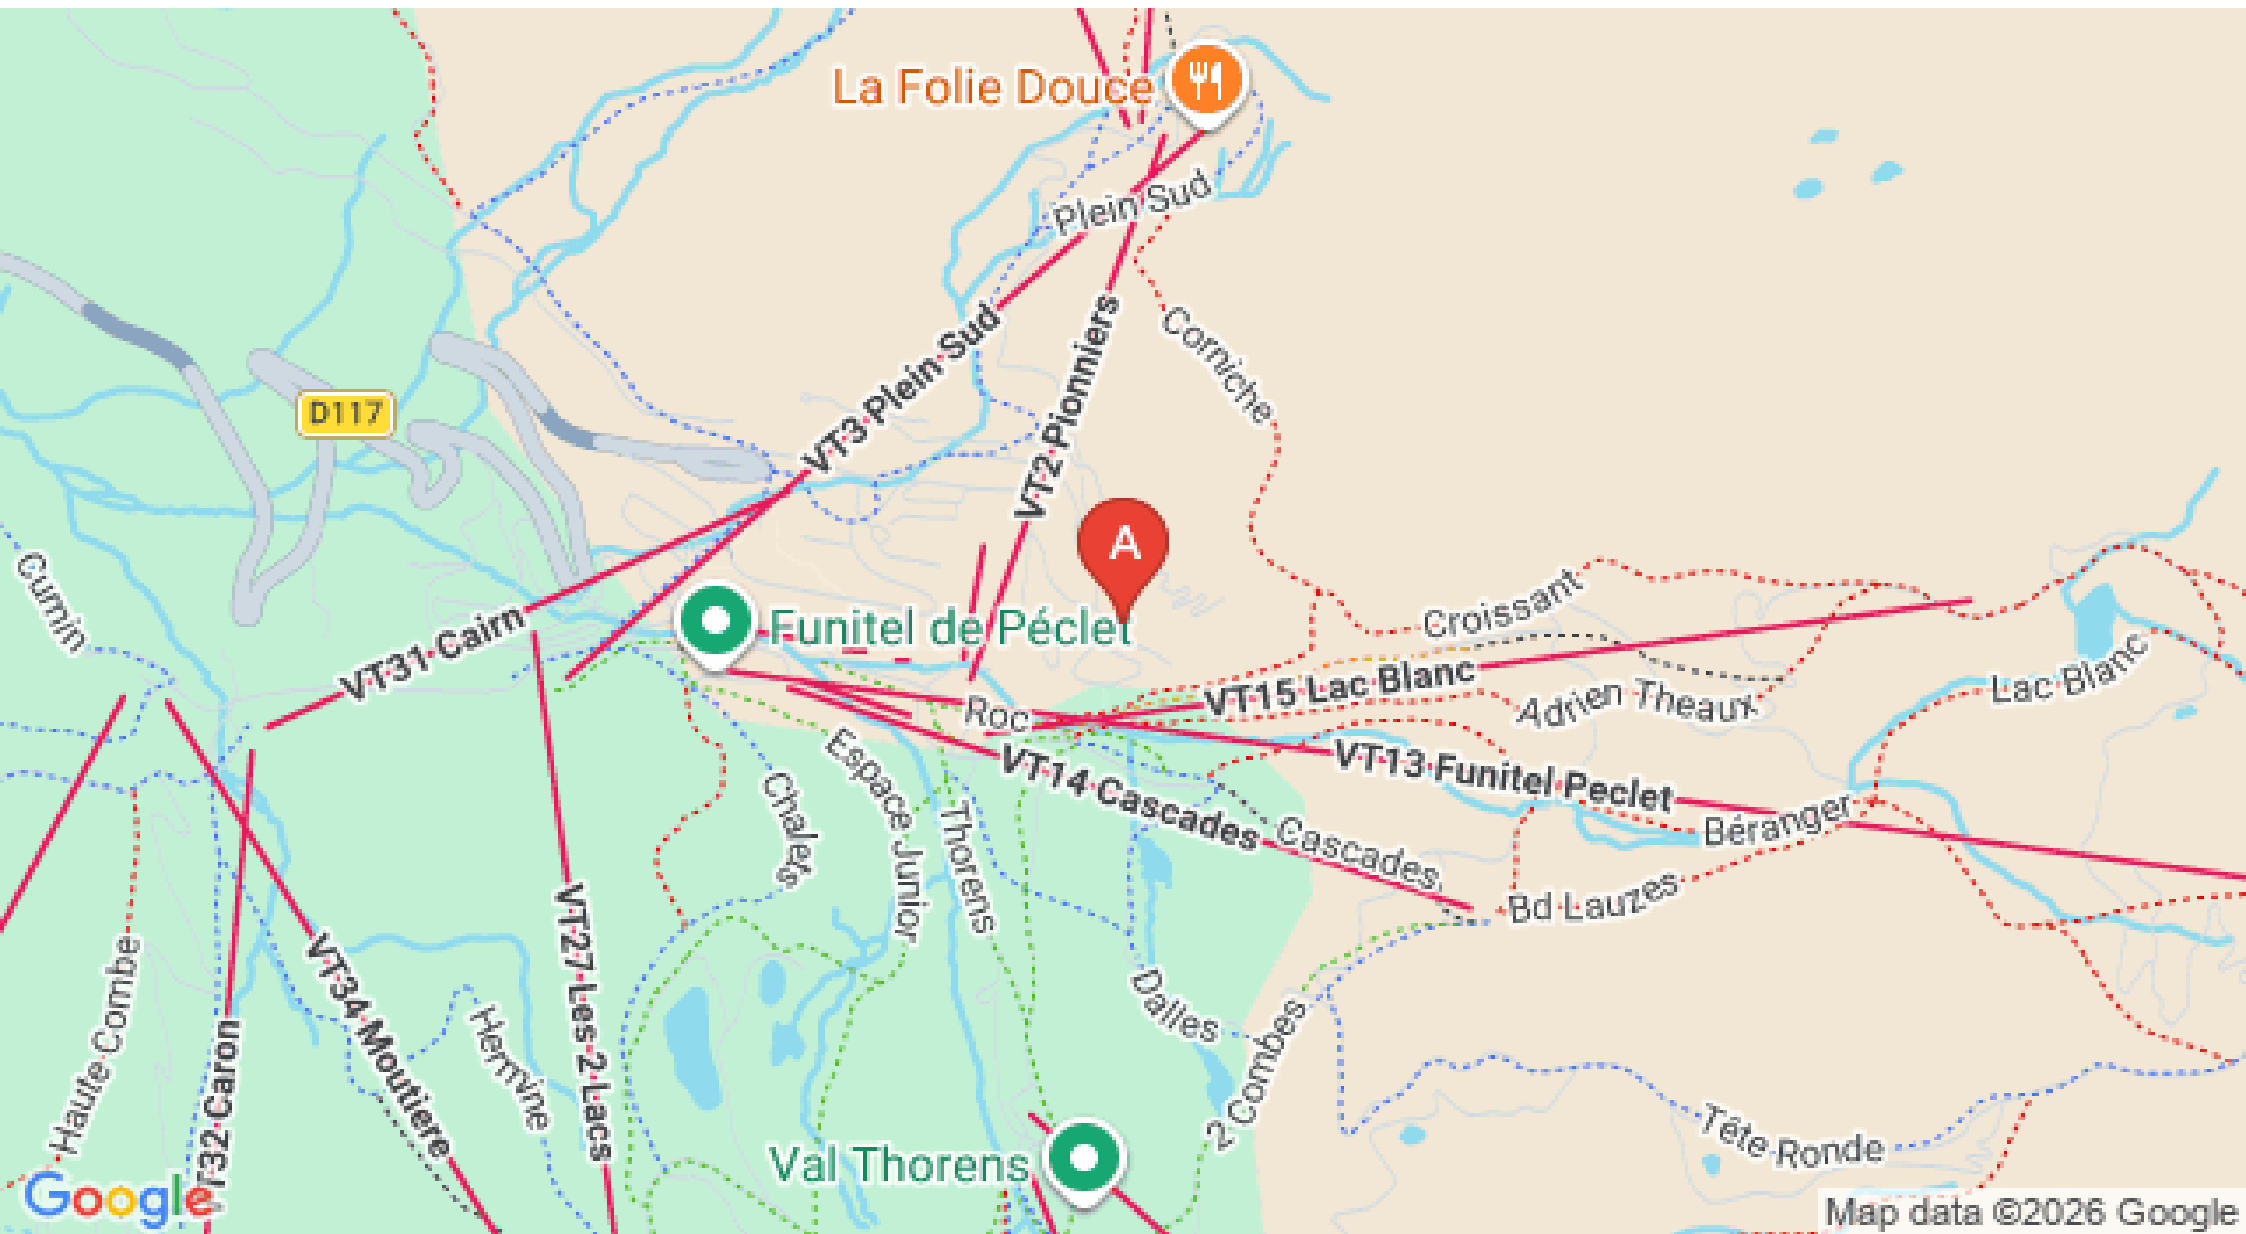 La Folie Douce
Plein Sud
VT3 Plein Sud
VT2 Pionniers
Corniche
D117
A
Cumin
Funitel de Péclet
Croissant
VT31 Cairn
VT15 Lac Blanc
Adrien Theaux
Lac Blanc
Roc
VT13 Funitel Peclet
VT14 Cascades
Cascades
Béranger
Bd Lauzes
Espace Junior
Thorens
Chalets
Haute Combe
VT34 Moutiere
VT27 Les 2 Lacs
Hermine
Dalles
2 Combes
T32 Caron
Tête Ronde
Val Thorens
Google
Map data ©2026 Google